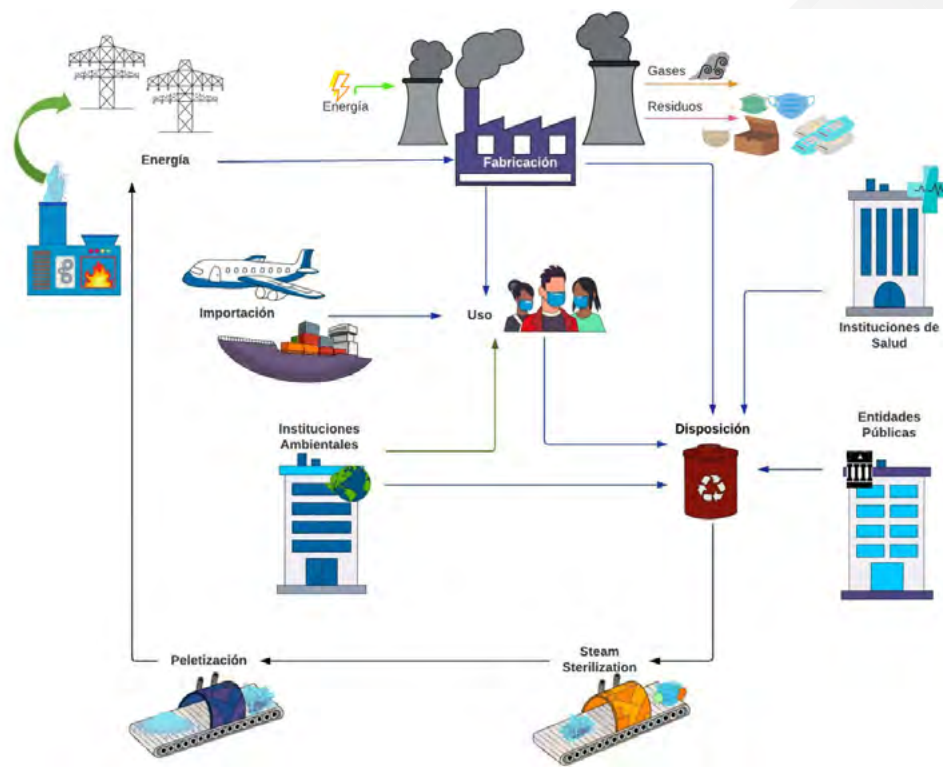 Gases
Energía
Residuos
Energía
Fabricación
Importación
Uso
Instituciones de
Salud
Instituciones
Ambientales
Disposición
Entidades
Públicas
Peletización
Steam
Sterilization